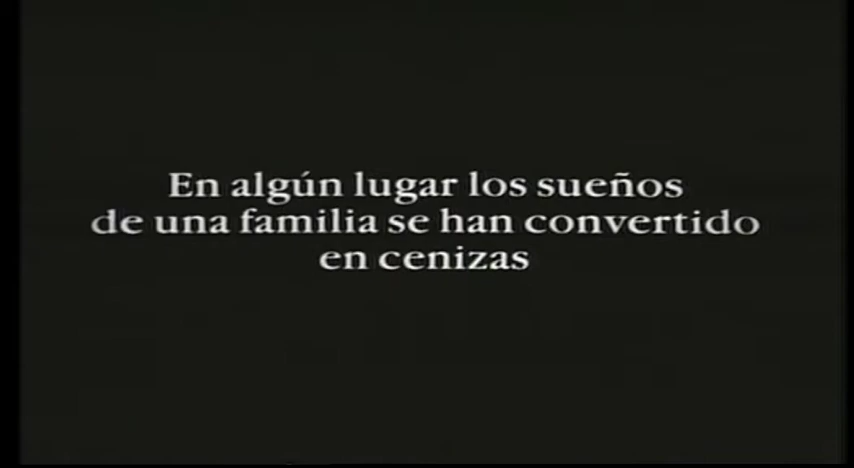 En algún lugar los sueños
de una familia se han convertido
en cenizas